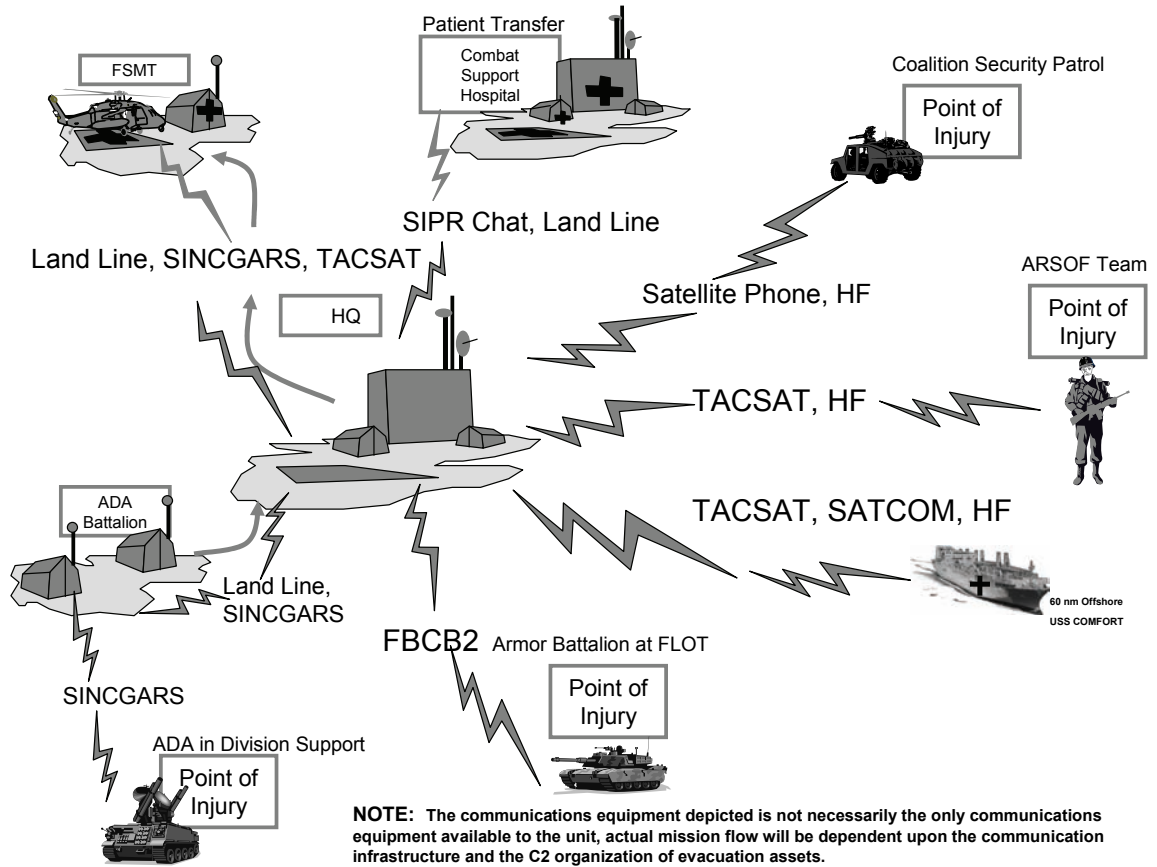 Patient Transfer
FSMT
Combat
Support
Hospital
Coalition Security Patrol
Point of
Injury
SIPR Chat, Land Line
Land Line, SINCGARS, TACSAT
ARSOF Team
Satellite Phone, HF
Point of
Injury
HQ
TACSAT, HF
ADA
Battalion
TACSAT, SATCOM, HF
Land Line,
SINCGARS
60 nm Offshore
USS COMFORT
FBCB2 Armor Battalion at FLOT
Point of
Injury
SINCGARS
ADA in Division Support
Point of
Injury
NOTE: The communications equipment depicted is not necessarily the only communications
equipment available to the unit, actual mission flow will be dependent upon the communication
infrastructure and the C2 organization of evacuation assets.